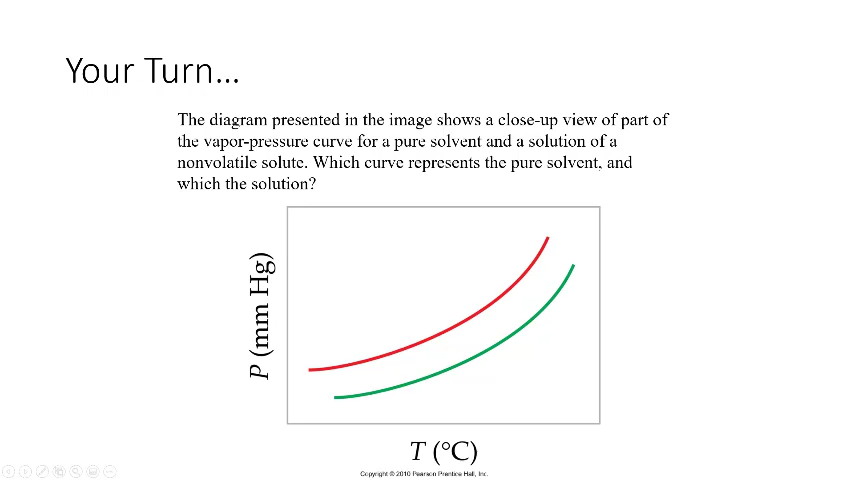 Your Turn…
The diagram presented in the image shows a close-up view of part of
the vapor-pressure curve for a pure solvent and a solution of a
nonvolatile solute. Which curve represents the pure solvent, and
which the solution?
P (mm Hg)
T (°C)
Copyright © 2010 Pearson Prentice Hall, Inc.